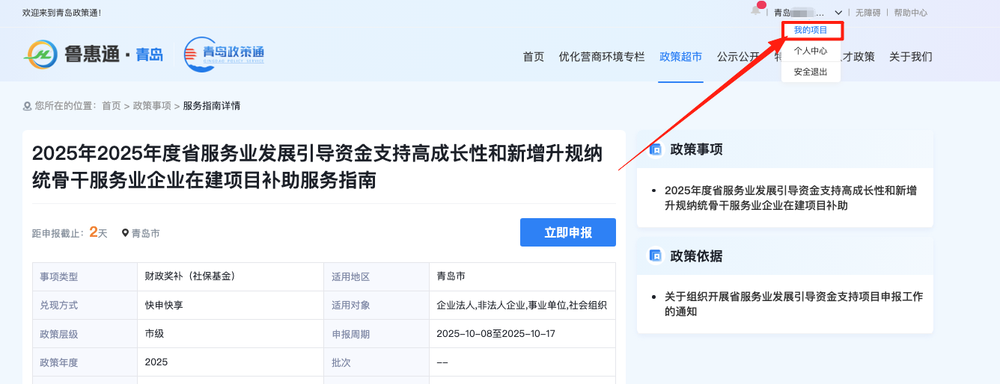 欢迎来到青岛政策通!
青岛 ... 无障碍 帮助中心
我的项目
个人中心
安全退出
鲁惠通·青岛
青岛政策通
QINGDAO POLICY SERVICE
首页 优化营商环境专栏 政策超市 公示公开 特 才政策 关于我们
您所在的位置: 首页 > 政策事项 > 服务指南详情
2025年2025年度省服务业发展引导资金支持高成长性和新增升规纳
统骨干服务业企业在建项目补助服务指南
距申报截止: 2天 青岛市
立即申报
事项类型 财政奖补(社保基金) 适用地区 青岛市
兑现方式 快申快享 适用对象 企业法人,非法人企业,事业单位,社会组织
政策层级 市级 申报周期 2025-10-08至2025-10-17
政策年度 2025 批次 --
政策事项
• 2025年度省服务业发展引导资金支持高成长性和新增
升规纳统骨干服务业企业在建项目补助
政策依据
• 关于组织开展省服务业发展引导资金支持项目申报工作
的通知